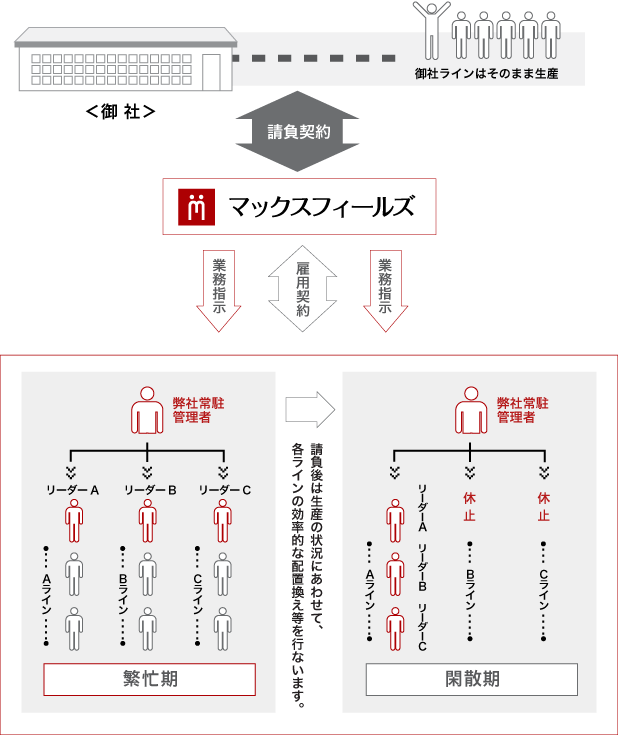 御社ラインはそのまま生産
＜御 社＞
請負契約
マックスフィールズ
業務指示
雇用契約
業務指示
弊社常駐
管理者
リーダーA
リーダーB
リーダーC
Aライン
Bライン
Cライン
繁忙期
請負後は生産の状況にあわせて、
各ラインの効率的な配置換え等を行ないます。
弊社常駐
管理者
リーダーA
リーダーB
リーダーC
休止
休止
Aライン
Bライン
Cライン
閑散期